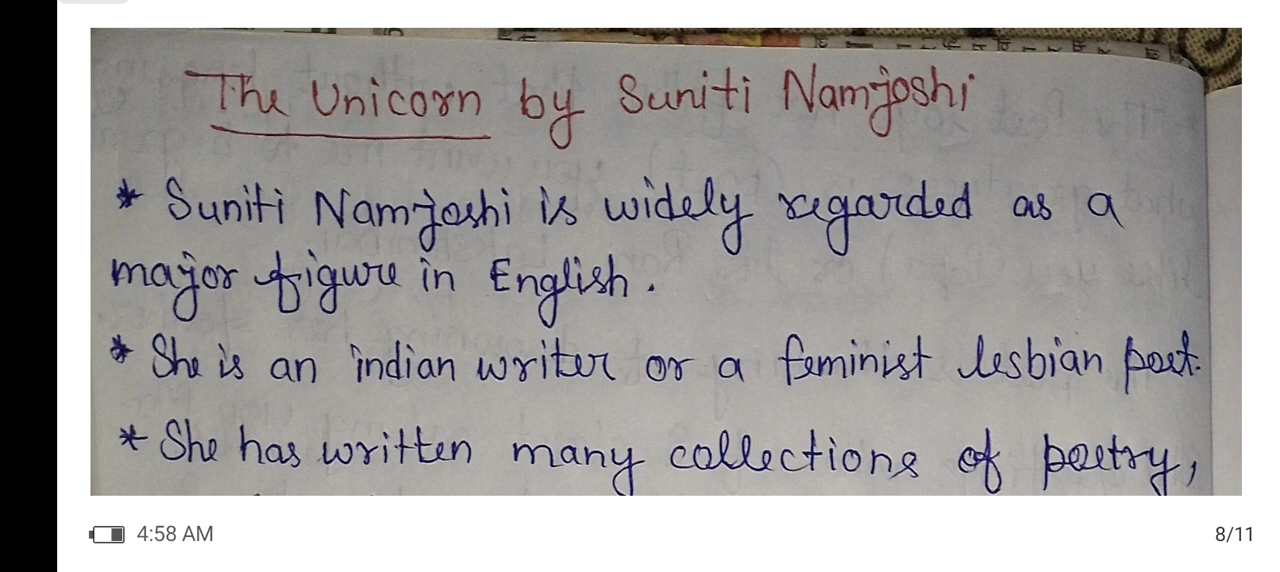 The Unicorn by Suniti Namjoshi
* Suniti Namjoshi is widely regarded as a
major figure in English.
* She is an indian writer or a feminist lesbian poet.
* She has written many collections of poetry,
4:58 AM
8/11